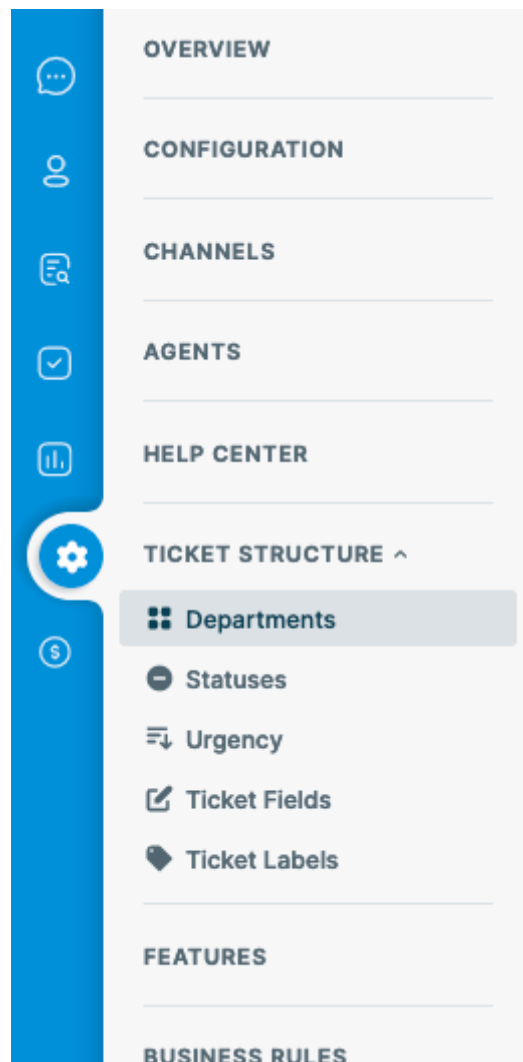 OVERVIEW
CONFIGURATION
CHANNELS
AGENTS
HELP CENTER
TICKET STRUCTURE
Departments
Statuses
Urgency
Ticket Fields
Ticket Labels
FEATURES
BUSINESS RULES